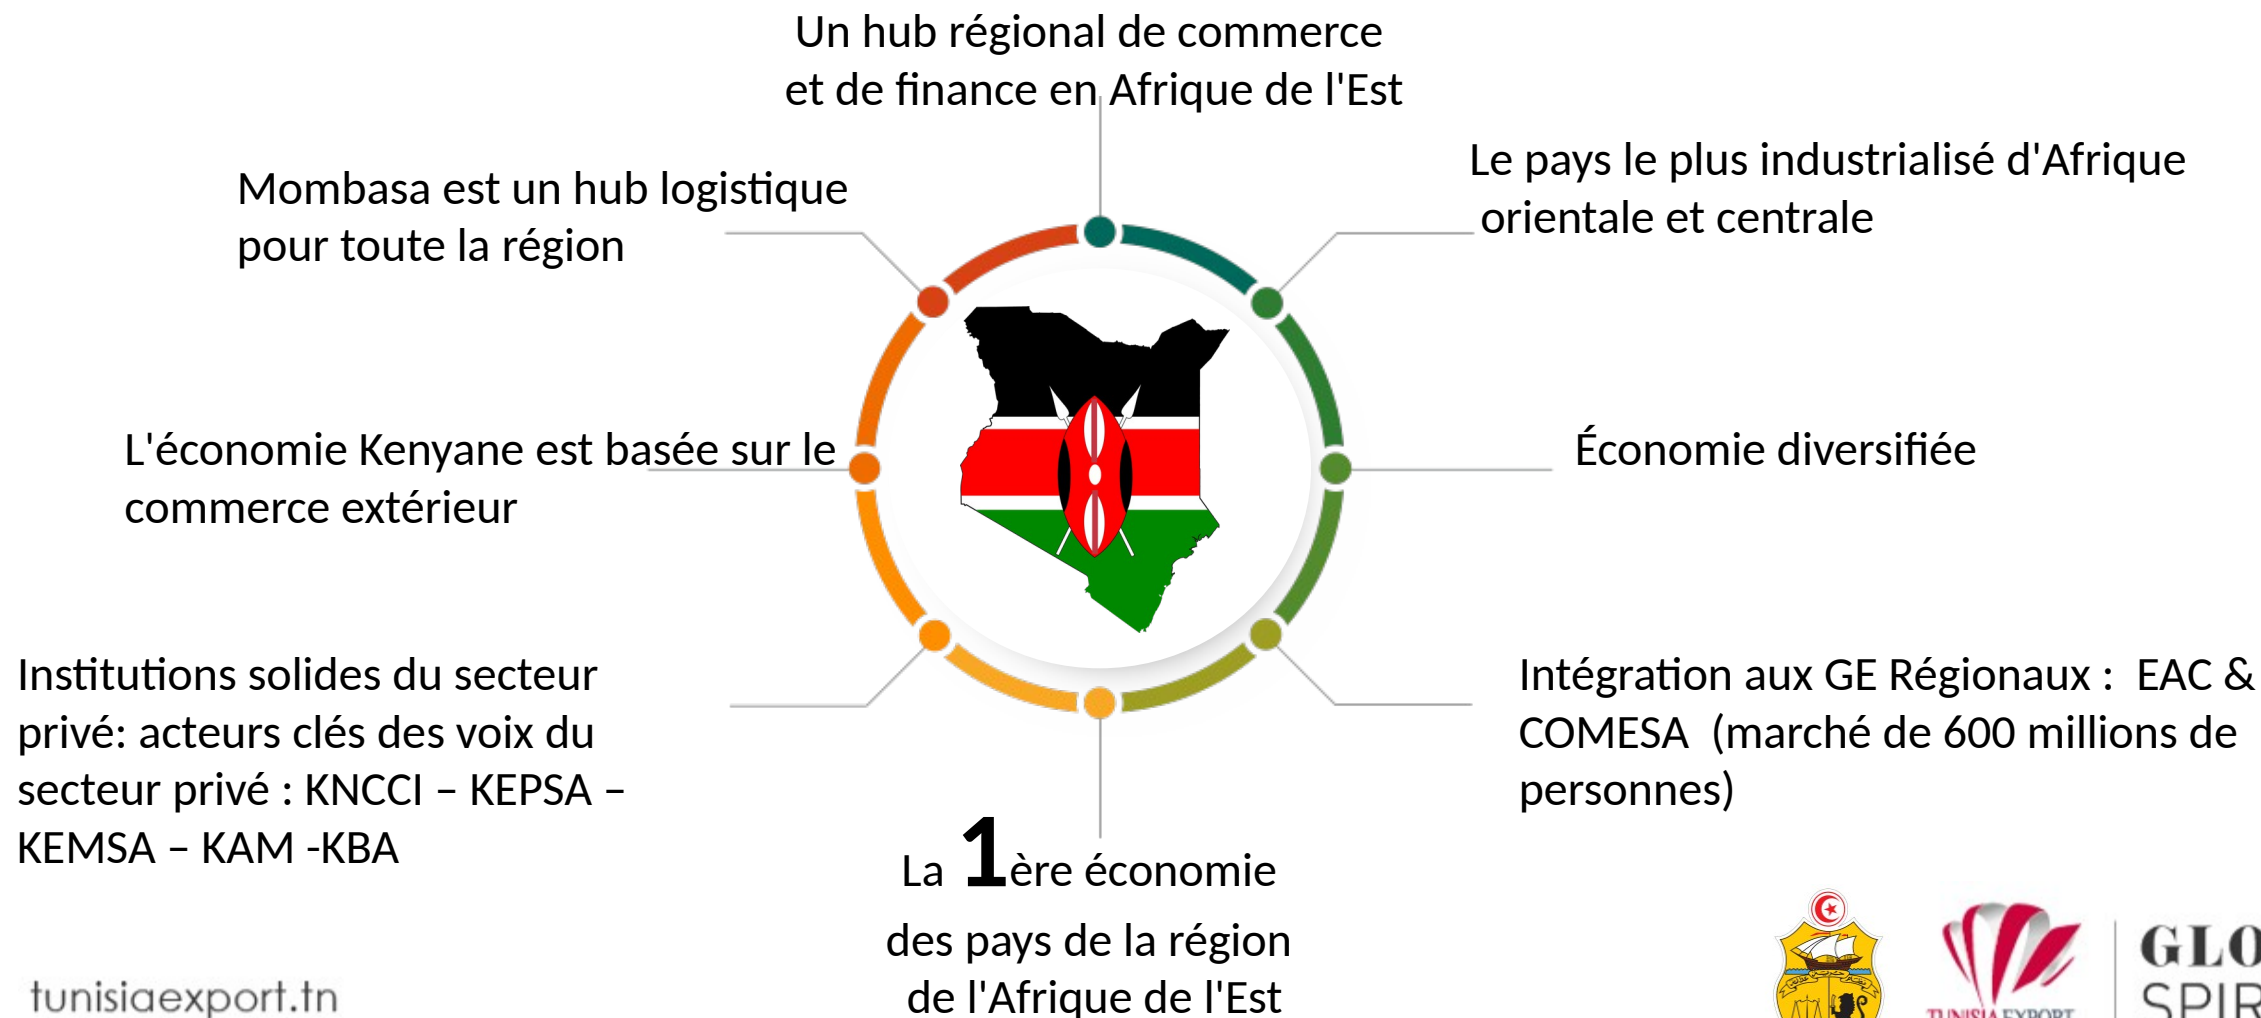 Un hub régional de commerce
et de finance en Afrique de l'Est
Le pays le plus industrialisé d'Afrique
orientale et centrale
Mombasa est un hub logistique
pour toute la région
L'économie Kenyane est basée sur le
commerce extérieur
Économie diversifiée
Institutions solides du secteur
privé: acteurs clés des voix du
secteur privé : KNCCI – KEPSA –
KEMSA – KAM -KBA
Intégration aux GE Régionaux : EAC &
COMESA (marché de 600 millions de
personnes)
La 1ère économie
des pays de la région
de l'Afrique de l'Est
tunisiaexport.tn
TUNISIA EXPORT
GLO
SPIR